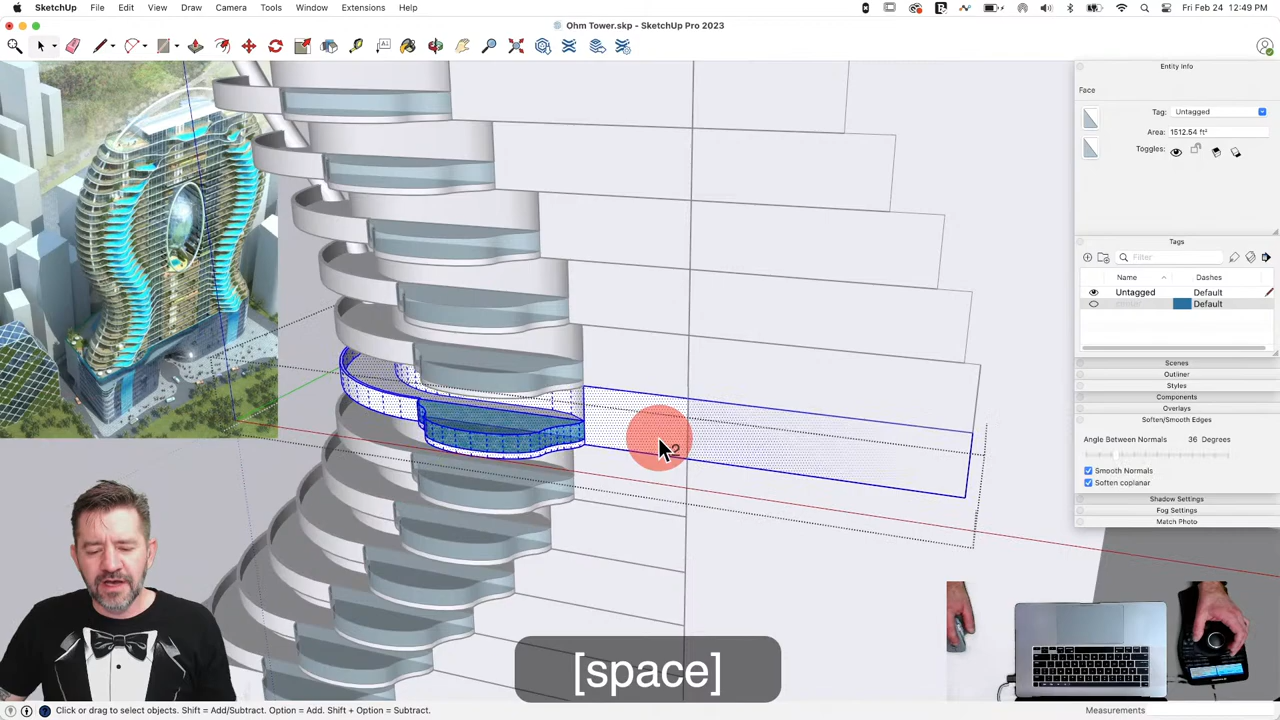 SketchUp File Edit View Draw Camera Tools Window Extensions Help
Fri Feb 24 12:49 PM
Ohm Tower.skp - SketchUp Pro 2023
Entity Info
Face
Tag: Untagged
Area: 1512.54 ft²
Toggles:
Tags
Filter
Name Dashes
Untagged Default
Default
Scenes
Outliner
Styles
Components
Overlays
Soften/Smooth Edges
Angle Between Normals 36 Degrees
Smooth Normals
Soften coplanar
Shadow Settings
Fog Settings
Match Photo
[space]
Click or drag to select objects. Shift = Add/Subtract. Option = Add. Shift + Option = Subtract.
Measurements